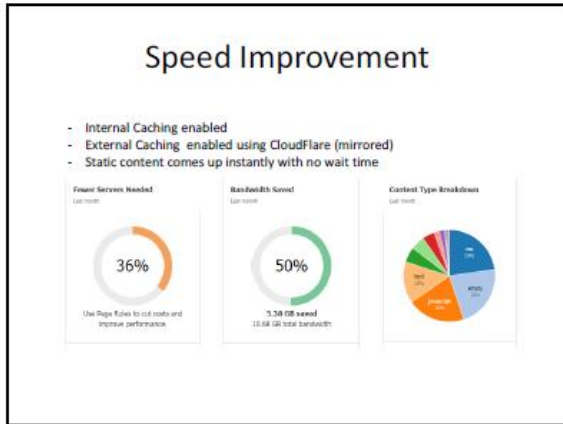 Speed Improvement
- Internal Caching enabled
- External Caching enabled using CloudFlare (mirrored)
- Static content comes up instantly with no wait time
Fewer Servers Needed
Last month
36%
Use Page Rules to cut costs and
improve performance.
Bandwidth Saved
Last month
50%
5.38 GB saved
10.68 GB total bandwidth
Content Type Breakdown
Last month
empty
javascript